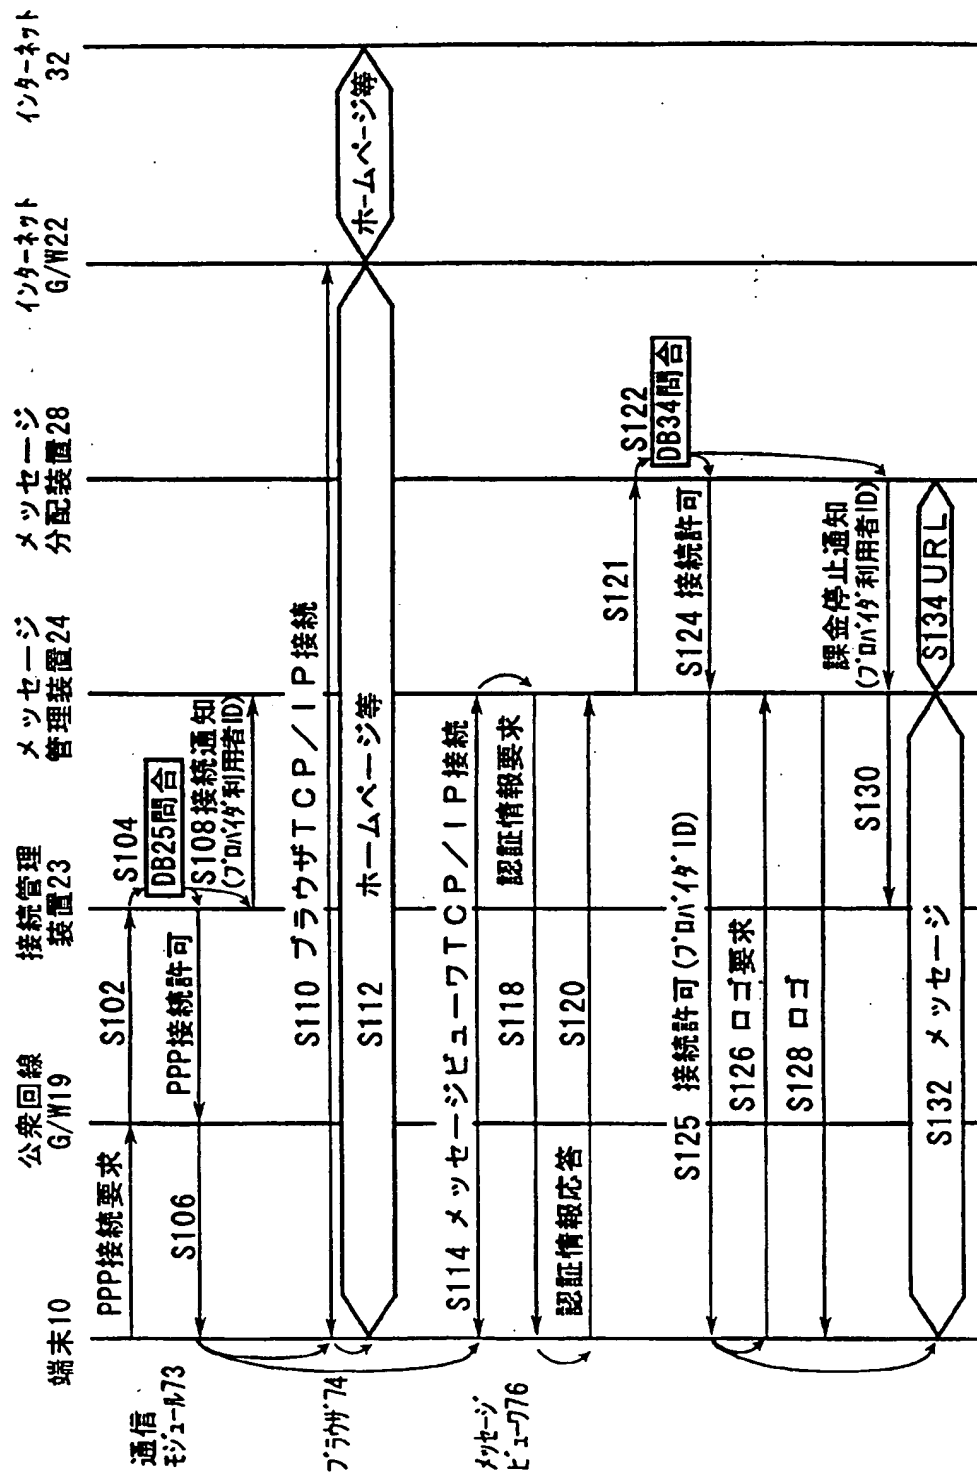 端末10
公衆回線
G/W19
接続管理
装置23
メッセージ
管理装置24
メッセージ
分配装置28
インターネット
G/W22
インターネット
32
通信
モジュール73
PPP接続要求
S102
S104
DB25問合
PPP接続許可
S106
S108接続通知
(プロバイダ利用者ID)
ブラウザ74
S110 ブラウザTCP/IP接続
S112
ホームページ等
ホームページ等
メッセージ
ビューワ76
S114 メッセージビューワTCP/IP接続
S118
認証情報要求
認証情報応答
S120
S121
S122
DB34問合
S124 接続許可
S125 接続許可(プロバイダID)
S126 ロゴ要求
S128 ロゴ
課金停止通知
(プロバイダ利用者ID)
S130
S132 メッセージ
S134 URL